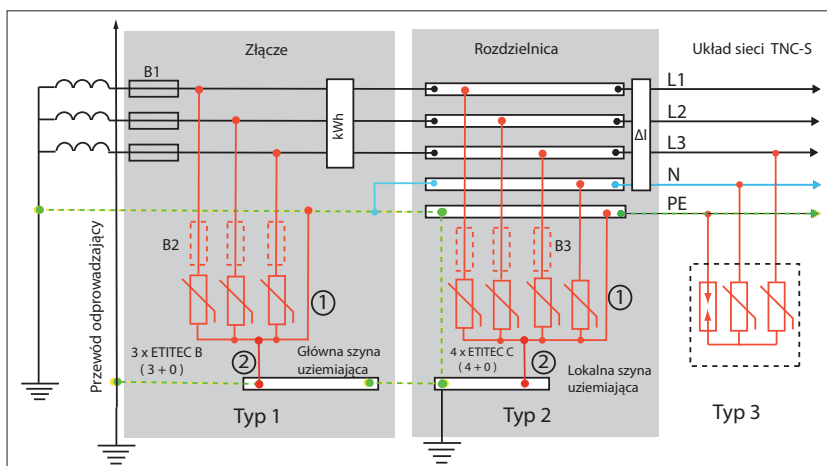 Złącze
Rozdzielnica
Układ sieci TNC-S
B1
kWh
ΔI
L1
L2
L3
N
PE
Przewód odprowadzający
B2
B3
1
1
3 x ETITEC B
( 3 + 0 )
2
Główna szyna
uziemiająca
4 x ETITEC C
( 4 + 0 )
2
Lokalna szyna
uziemiająca
Typ 1
Typ 2
Typ 3